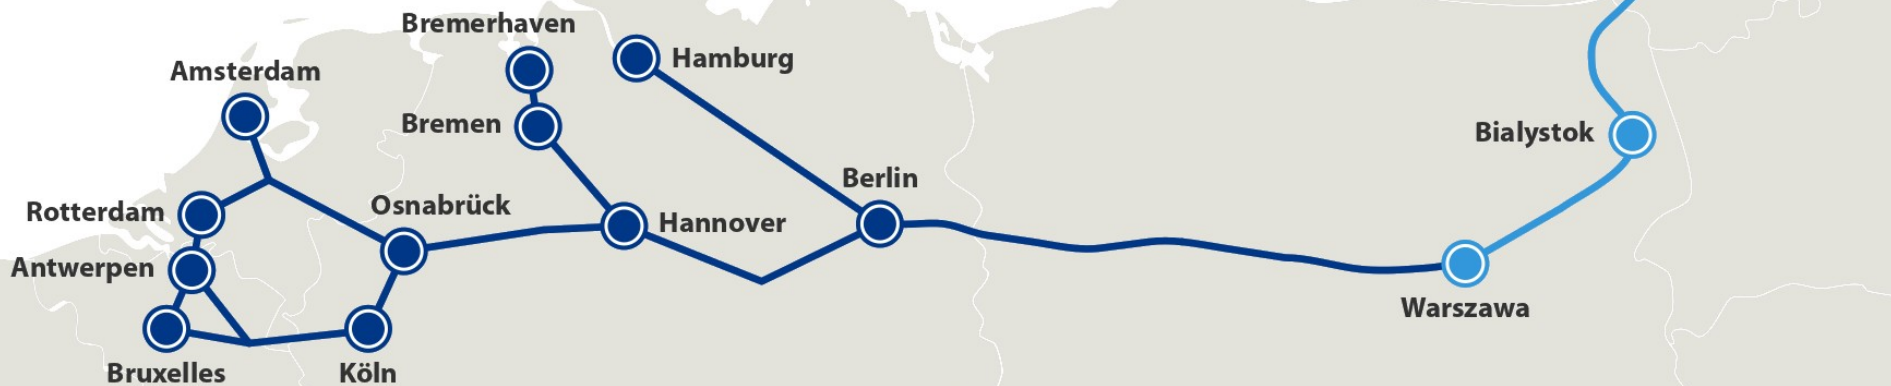 Bremerhaven
Hamburg
Amsterdam
Bremen
Bialystok
Berlin
Osnabrück
Rotterdam
Hannover
Antwerpen
Warszawa
Bruxelles
Köln